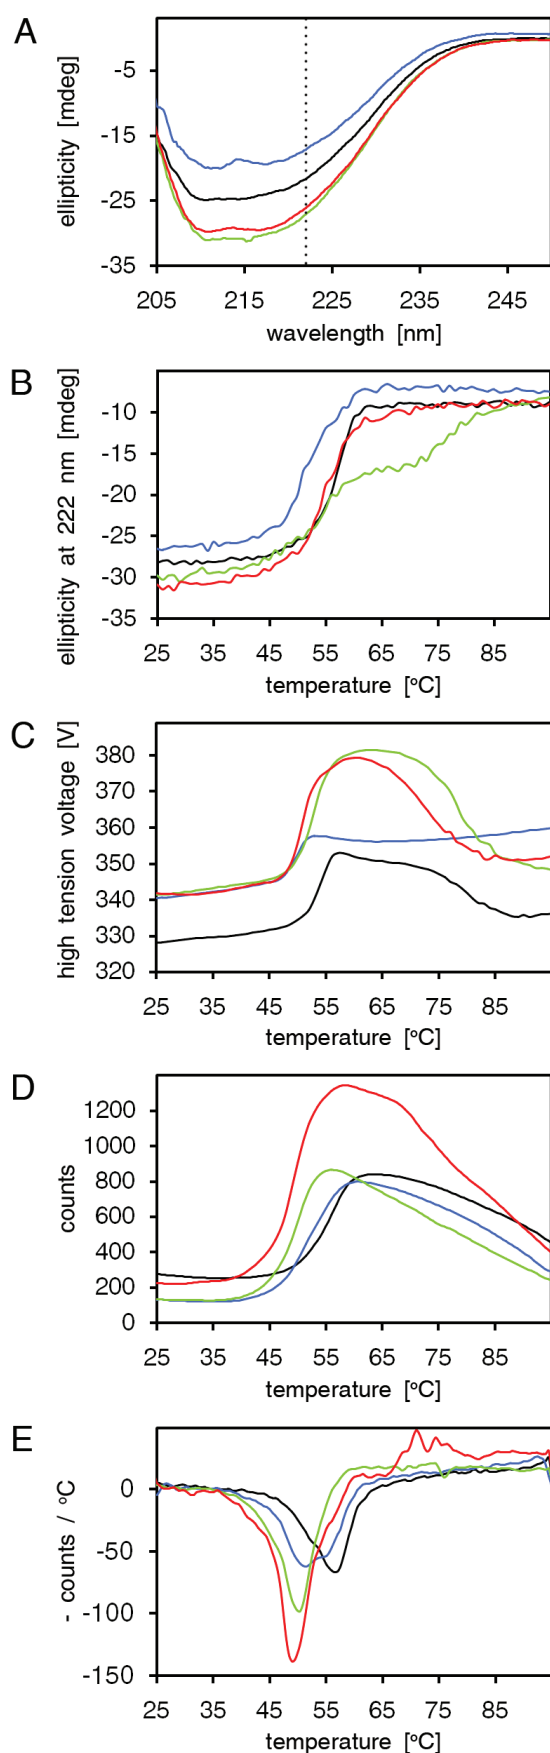 A
ellipticity [mdeg]
-5
-15
-25
-35
205 215 225 235 245
wavelength [nm]
B
ellipticity at 222 nm [mdeg]
-10
-15
-20
-25
-30
-35
25 35 45 55 65 75 85
temperature [ºC]
C
high tension voltage [V]
380
370
360
350
340
330
320
25 35 45 55 65 75 85
temperature [ºC]
D
counts
1200
1000
800
600
400
200
0
25 35 45 55 65 75 85
temperature [ºC]
E
- counts / ºC
0
-50
-100
-150
25 35 45 55 65 75 85
temperature [ºC]